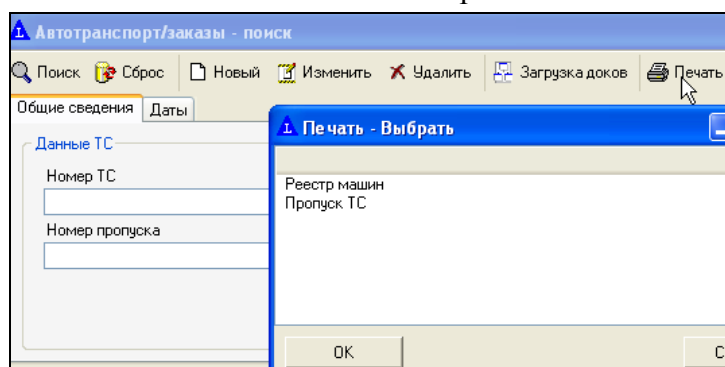 Автотранспорт/заказы - поиск
Поиск Сброс Новый Изменить Удалить Загрузка доков Печать
Общие сведения Даты
Данные ТС
Номер ТС
Номер пропуска
Печать - Выбрать
Реестр машин
Пропуск ТС
OK